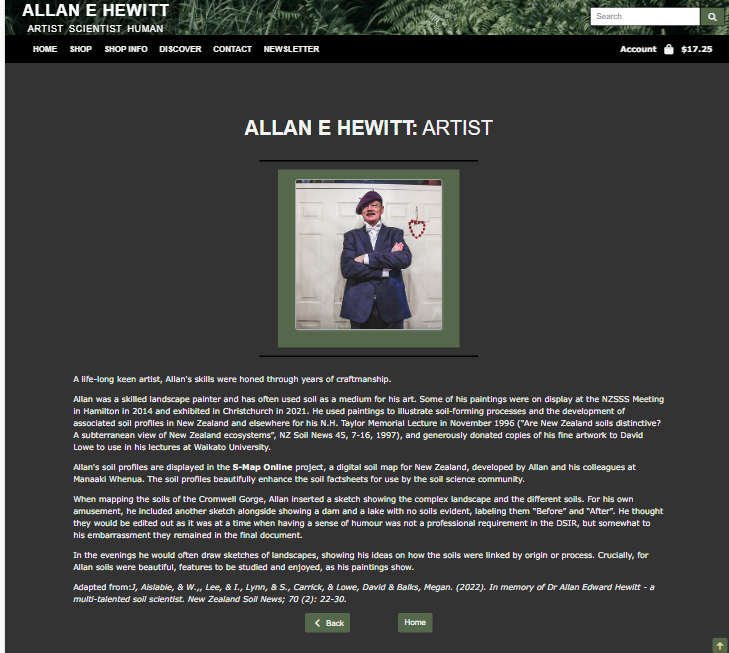 ALLAN E HEWITT
ARTIST SCIENTIST HUMAN
Search
HOME SHOP SHOP INFO DISCOVER CONTACT NEWSLETTER
Account $17.25
ALLAN E HEWITT: ARTIST
A life-long keen artist, Allan's skills were honed through years of craftmanship.
Allan was a skilled landscape painter and has often used soil as a medium for his art. Some of his paintings were on display at the NZSSS Meeting
in Hamilton in 2014 and exhibited in Christchurch in 2021. He used paintings to illustrate soil-forming processes and the development of
associated soil profiles in New Zealand and elsewhere for his N.H. Taylor Memorial Lecture in November 1996 (“Are New Zealand soils distinctive?
A subterranean view of New Zealand ecosystems”, NZ Soil News 45, 7-16, 1997), and generously donated copies of his fine artwork to David
Lowe to use in his lectures at Waikato University.
Allan's soil profiles are displayed in the S-Map Online project, a digital soil map for New Zealand, developed by Allan and his colleagues at
Manaaki Whenua. The soil profiles beautifully enhance the soil factsheets for use by the soil science community.
When mapping the soils of the Cromwell Gorge, Allan inserted a sketch showing the complex landscape and the different soils. For his own
amusement, he included another sketch alongside showing a dam and a lake with no soils evident, labeling them “Before” and “After”. He thought
they would be edited out as it was at a time when having a sense of humour was not a professional requirement in the DSIR, but somewhat to
his embarrassment they remained in the final document.
In the evenings he would often draw sketches of landscapes, showing his ideas on how the soils were linked by origin or process. Crucially, for
Allan soils were beautiful, features to be studied and enjoyed, as his paintings show.
Adapted from:J, Aislabie, & W.,, Lee, & I., Lynn, & S., Carrick, & Lowe, David & Balks, Megan. (2022). In memory of Dr Allan Edward Hewitt - a
multi-talented soil scientist. New Zealand Soil News; 70 (2): 22-30.
Back Home